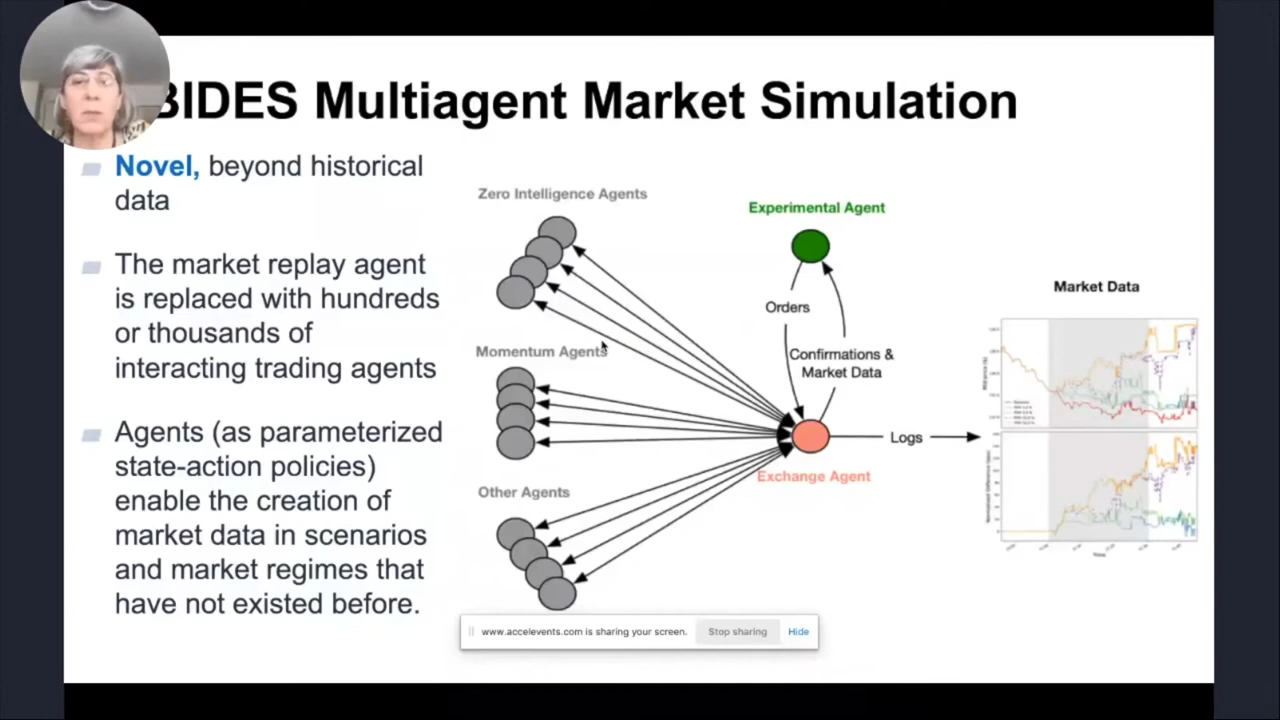 BIDES Multiagent Market Simulation
Novel, beyond historical
data
The market replay agent
is replaced with hundreds
or thousands of
interacting trading agents
Agents (as parameterized
state-action policies)
enable the creation of
market data in scenarios
and market regimes that
have not existed before.
Zero Intelligence Agents
Momentum Agents
Other Agents
Experimental Agent
Orders
Confirmations &
Market Data
Exchange Agent
Logs
Market Data
Time
www.accelevents.com is sharing your screen.
Stop sharing
Hide